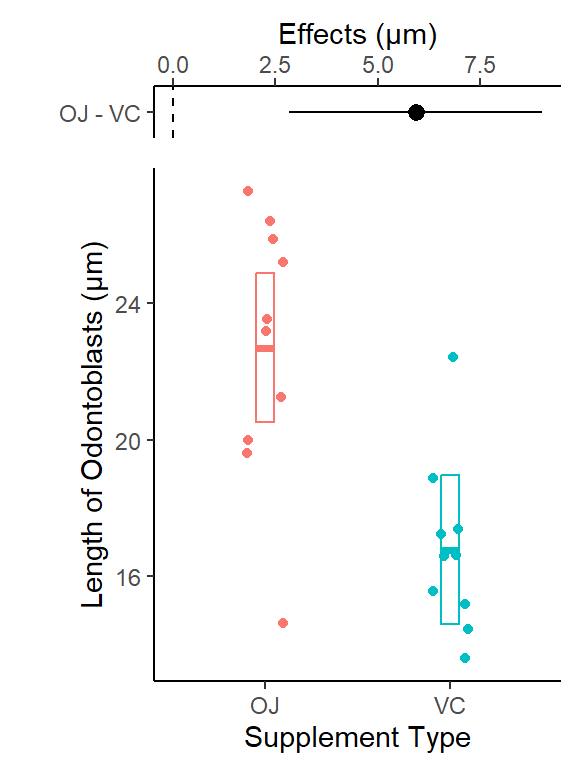 Effects (µm)
0.0 2.5 5.0 7.5
OJ - VC
Length of Odontoblasts (µm)
24
20
16
OJ VC
Supplement Type